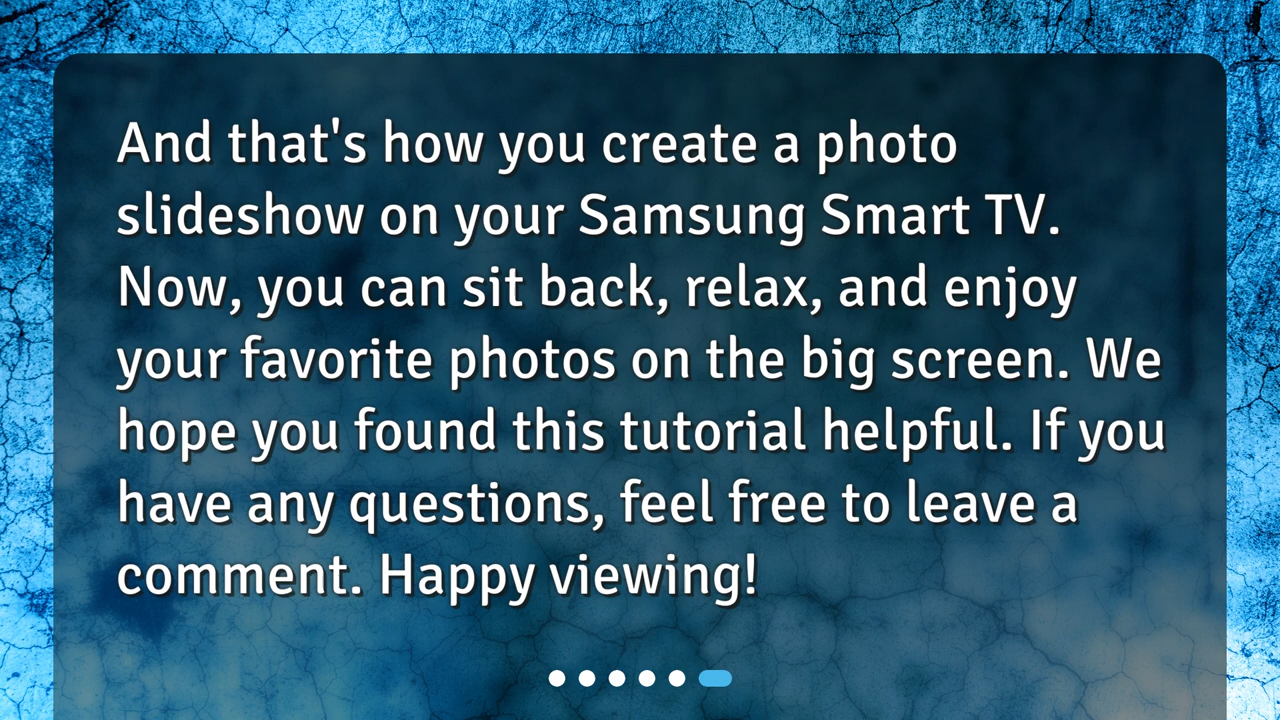 And that's how you create a photo
slideshow on your Samsung Smart TV.
Now, you can sit back, relax, and enjoy
your favorite photos on the big screen. We
hope you found this tutorial helpful. If you
have any questions, feel free to leave a
comment. Happy viewing!